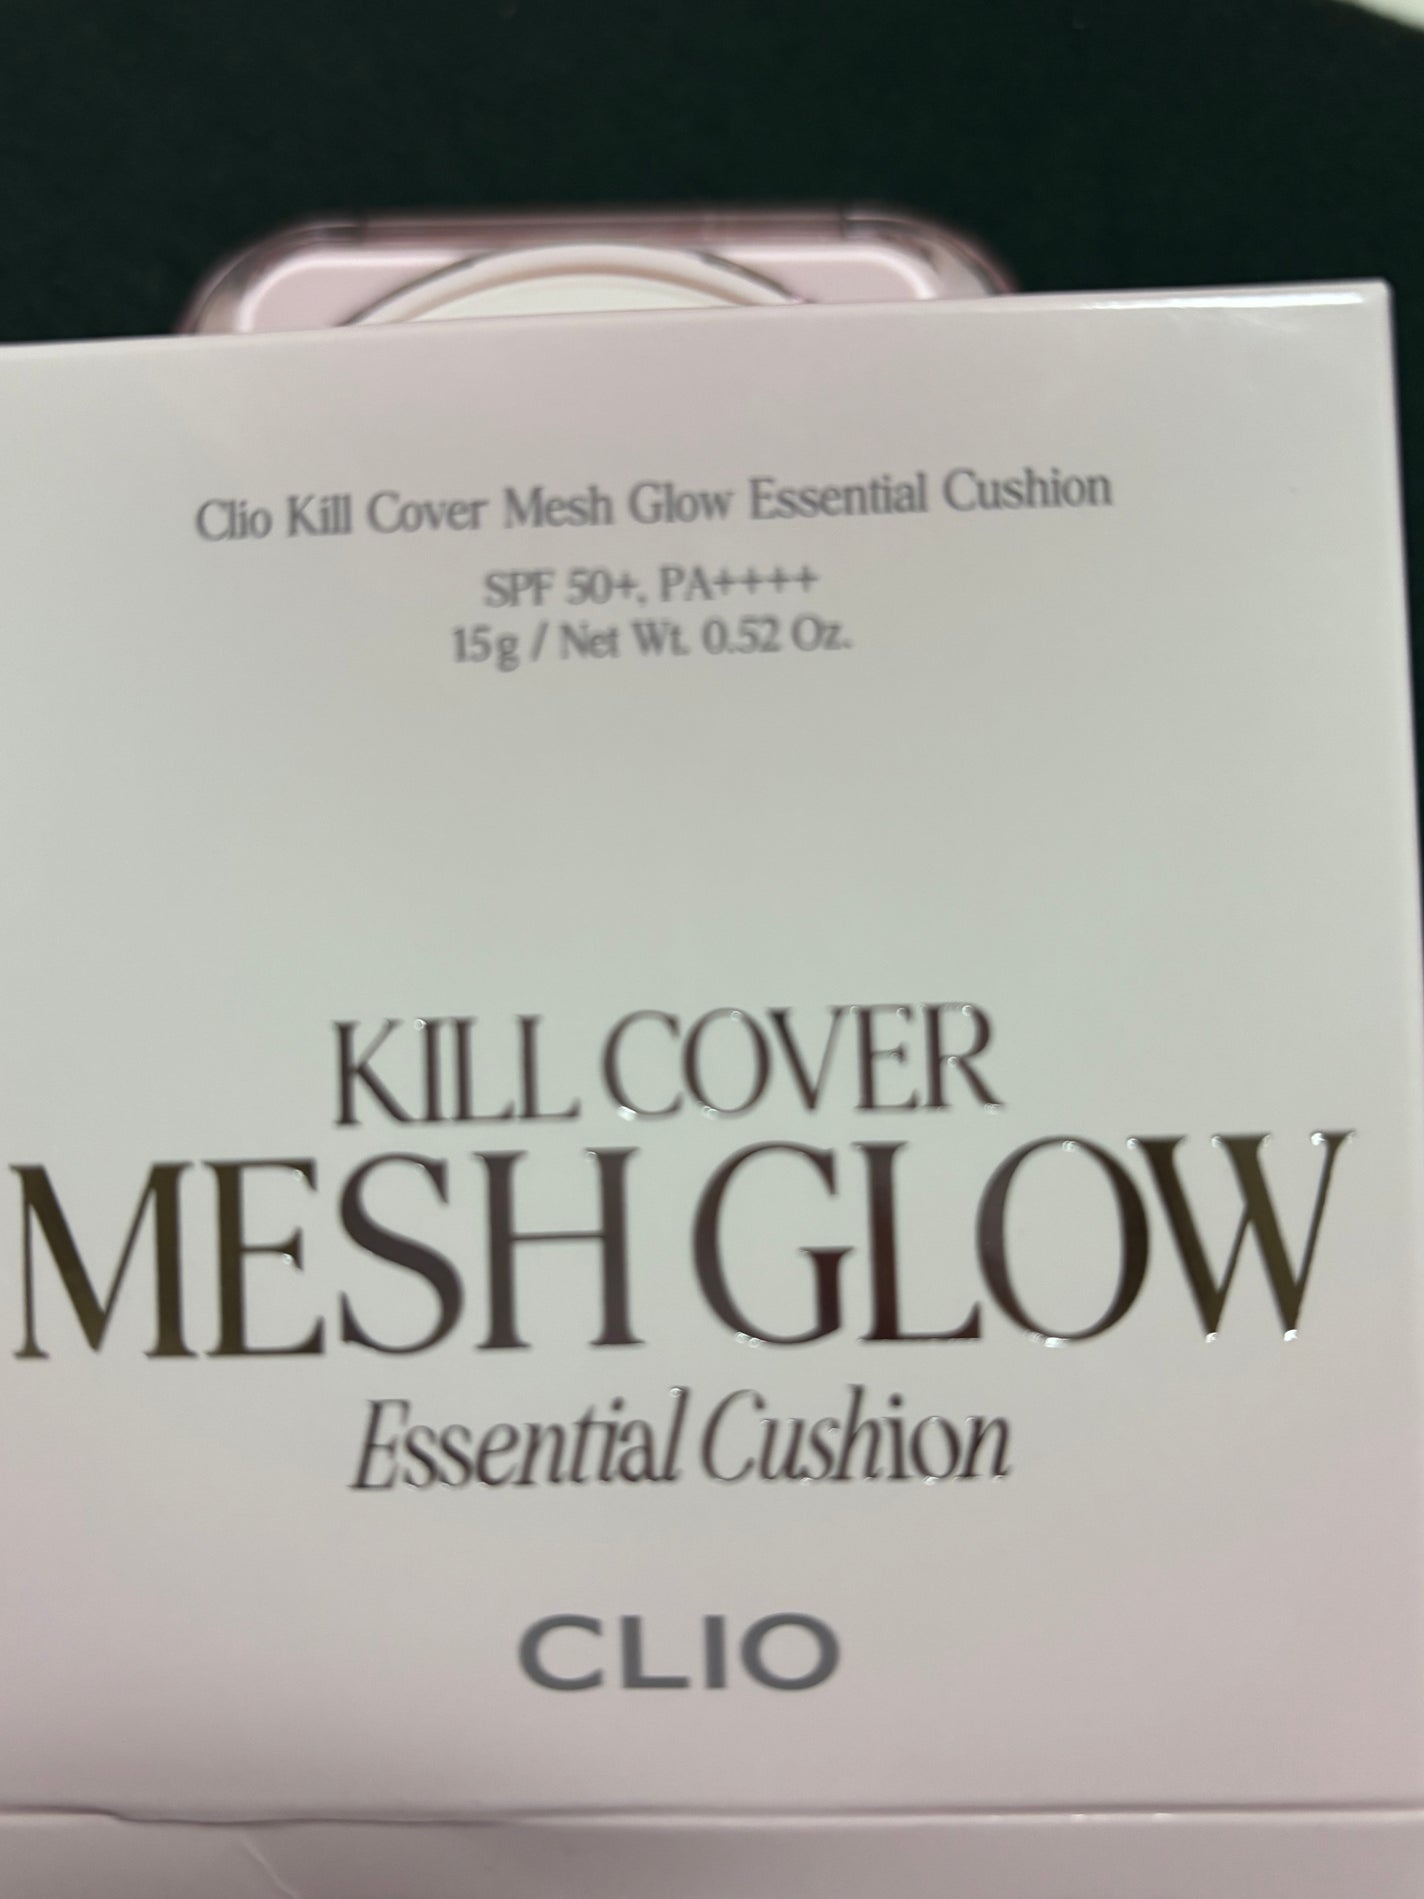 Clio Kill Cover Mesh Glow Essential Cushion
SPF 50+, PA++++
15g / Net Wt. 0.52 Oz.
KILL COVER
MESH GLOW
Essential Cushion
CLIO